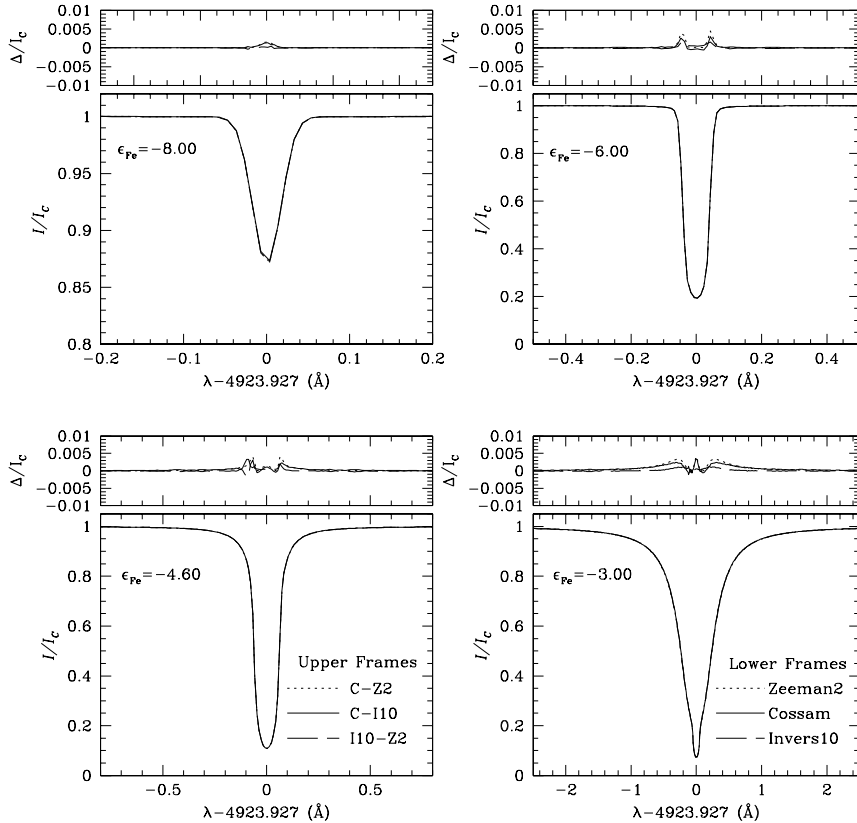 Δ/I_C
0.01
0.005
0
−0.005
−0.01
I/I_C
1
0.95
0.9
0.85
0.8
ϵ_Fe=−8.00
−0.2 −0.1 0 0.1 0.2
λ−4923.927 (Å)
Δ/I_C
0.01
0.005
0
−0.005
−0.01
I/I_C
1
0.8
0.6
0.4
0.2
0
ϵ_Fe=−6.00
−0.4 −0.2 0 0.2 0.4
λ−4923.927 (Å)
Δ/I_C
0.01
0.005
0
−0.005
−0.01
I/I_C
1
0.8
0.6
0.4
0.2
0
ϵ_Fe=−4.60
Upper Frames
C−Z2
C−I10
I10−Z2
−0.5 0 0.5
λ−4923.927 (Å)
Δ/I_C
0.01
0.005
0
−0.005
−0.01
I/I_C
1
0.8
0.6
0.4
0.2
0
ϵ_Fe=−3.00
Lower Frames
Zeeman2
Cossam
Invers10
−2 −1 0 1 2
λ−4923.927 (Å)